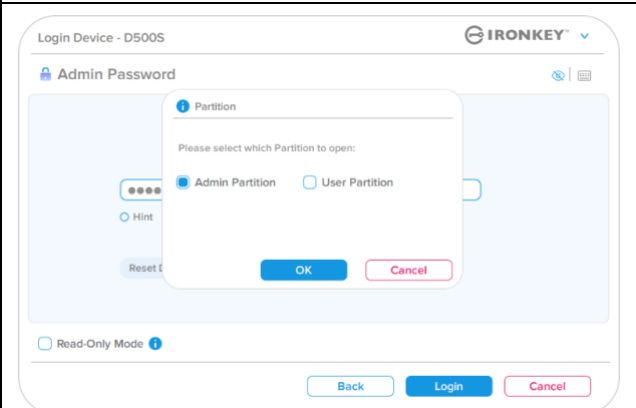 Login Device - D500S
IRONKEY
Admin Password
Partition
Please select which Partition to open:
Admin Partition User Partition
Hint
Reset
OK Cancel
Read-Only Mode
Back Login Cancel